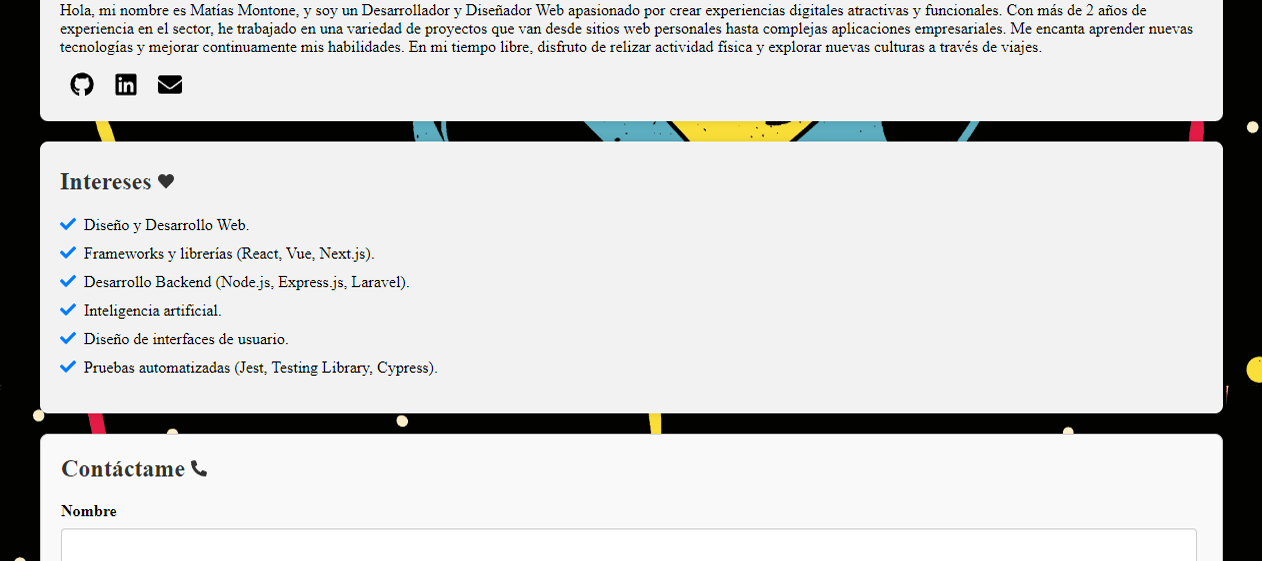 Hola, mi nombre es Matías Montone, y soy un Desarrollador y Diseñador Web apasionado por crear experiencias digitales atractivas y funcionales. Con más de 2 años de
experiencia en el sector, he trabajado en una variedad de proyectos que van desde sitios web personales hasta complejas aplicaciones empresariales. Me encanta aprender nuevas
tecnologías y mejorar continuamente mis habilidades. En mi tiempo libre, disfruto de relizar actividad física y explorar nuevas culturas a través de viajes.
Intereses
Diseño y Desarrollo Web.
Frameworks y librerías (React, Vue, Next.js).
Desarrollo Backend (Node.js, Express.js, Laravel).
Inteligencia artificial.
Diseño de interfaces de usuario.
Pruebas automatizadas (Jest, Testing Library, Cypress).
Contáctame
Nombre